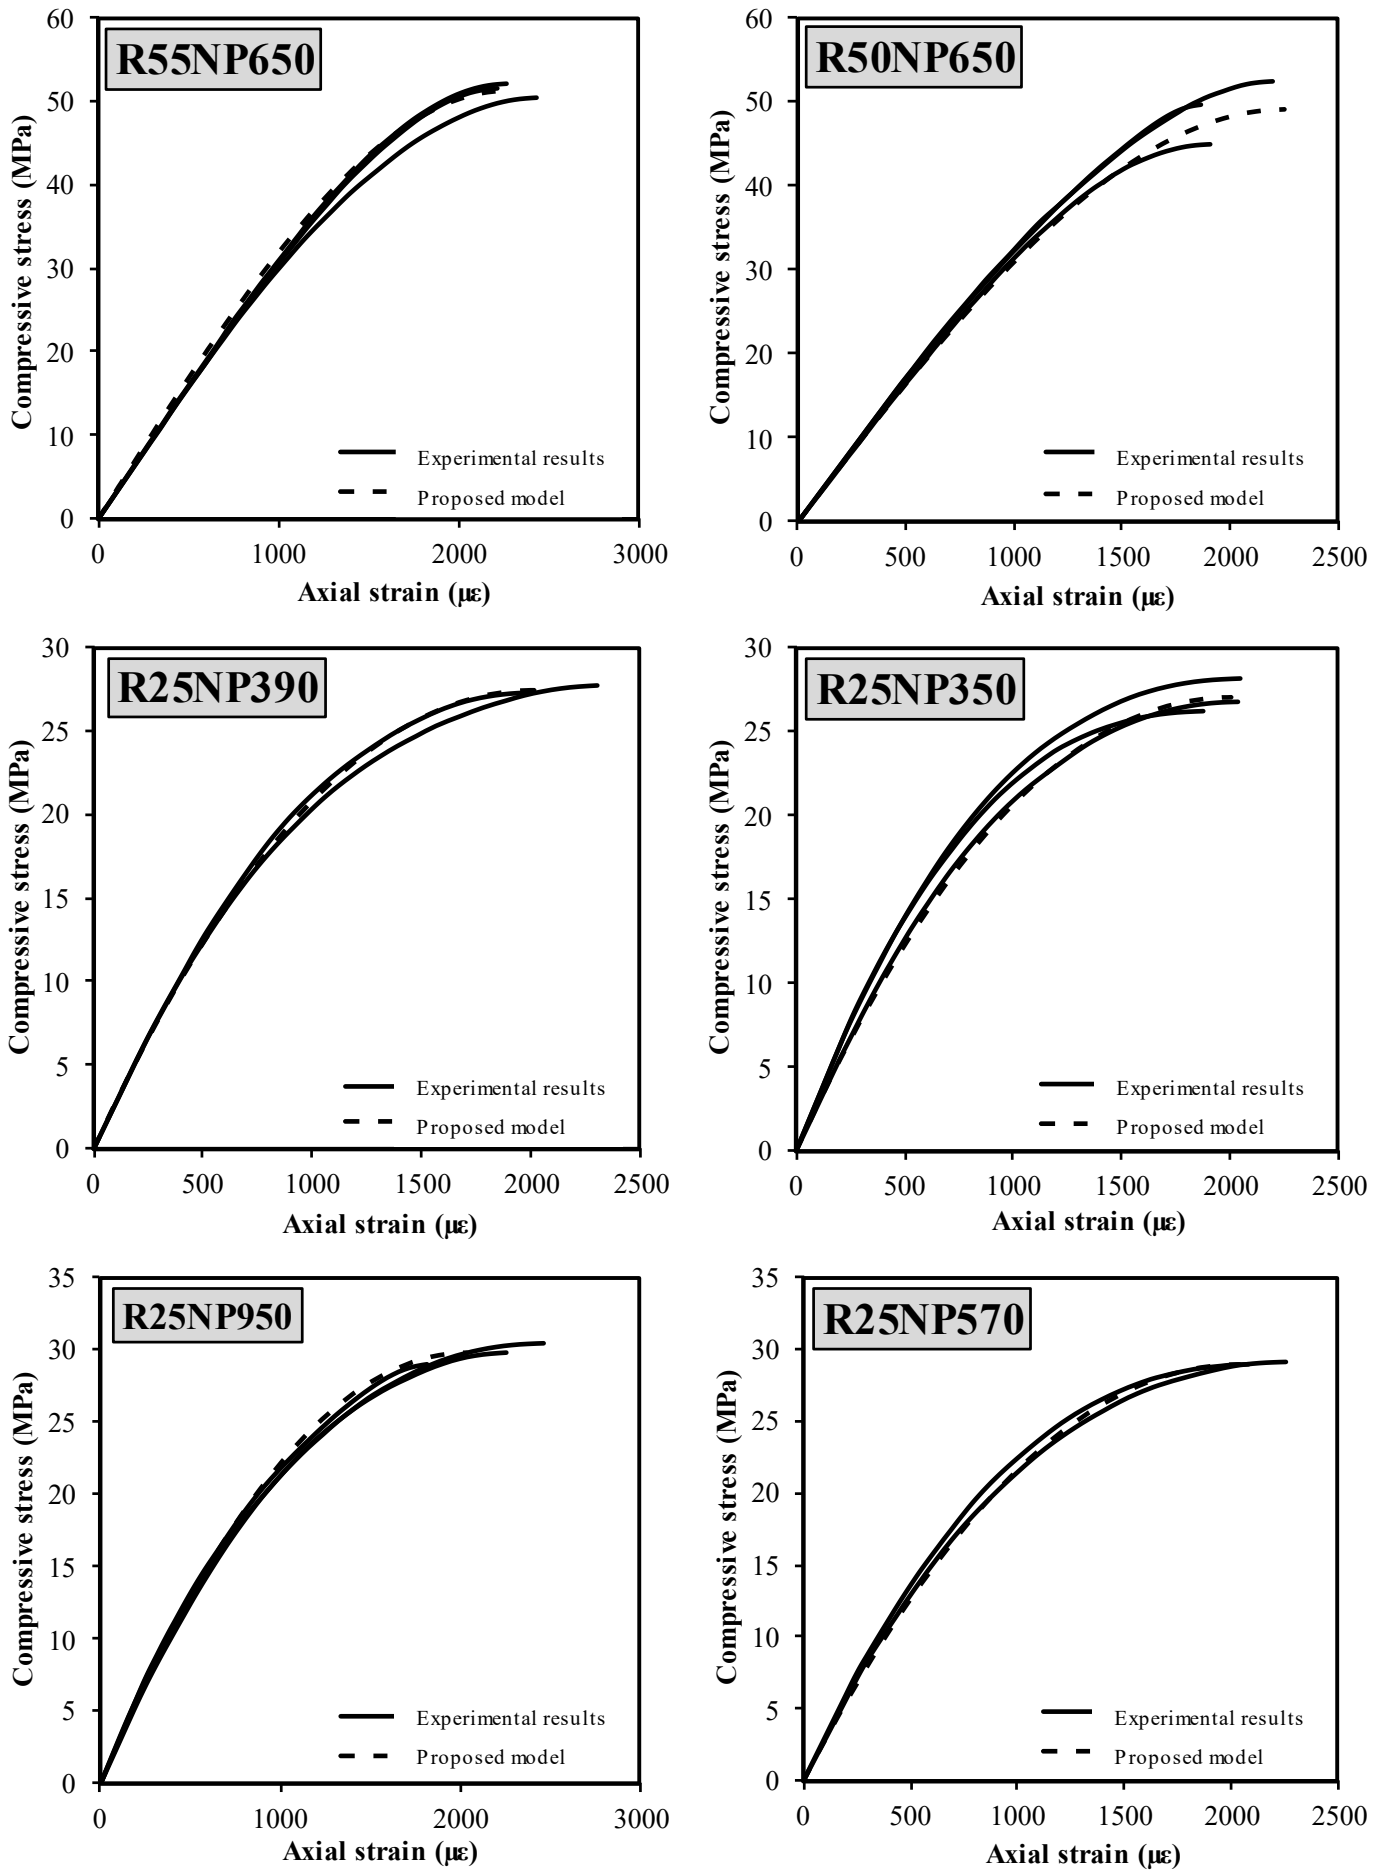 R55NP650
Compressive stress (MPa)
60
50
40
30
20
10
0
Experimental results
Proposed model
0 1000 2000 3000
Axial strain (µε)
R50NP650
Compressive stress (MPa)
60
50
40
30
20
10
0
Experimental results
Proposed model
0 500 1000 1500 2000 2500
Axial strain (µε)
R25NP390
Compressive stress (MPa)
30
25
20
15
10
5
0
Experimental results
Proposed model
0 500 1000 1500 2000 2500
Axial strain (µε)
R25NP350
Compressive stress (MPa)
30
25
20
15
10
5
0
Experimental results
Proposed model
0 500 1000 1500 2000 2500
Axial strain (µε)
R25NP950
Compressive stress (MPa)
35
30
25
20
15
10
5
0
Experimental results
Proposed model
0 1000 2000 3000
Axial strain (µε)
R25NP570
Compressive stress (MPa)
35
30
25
20
15
10
5
0
Experimental results
Proposed model
0 500 1000 1500 2000 2500
Axial strain (µε)